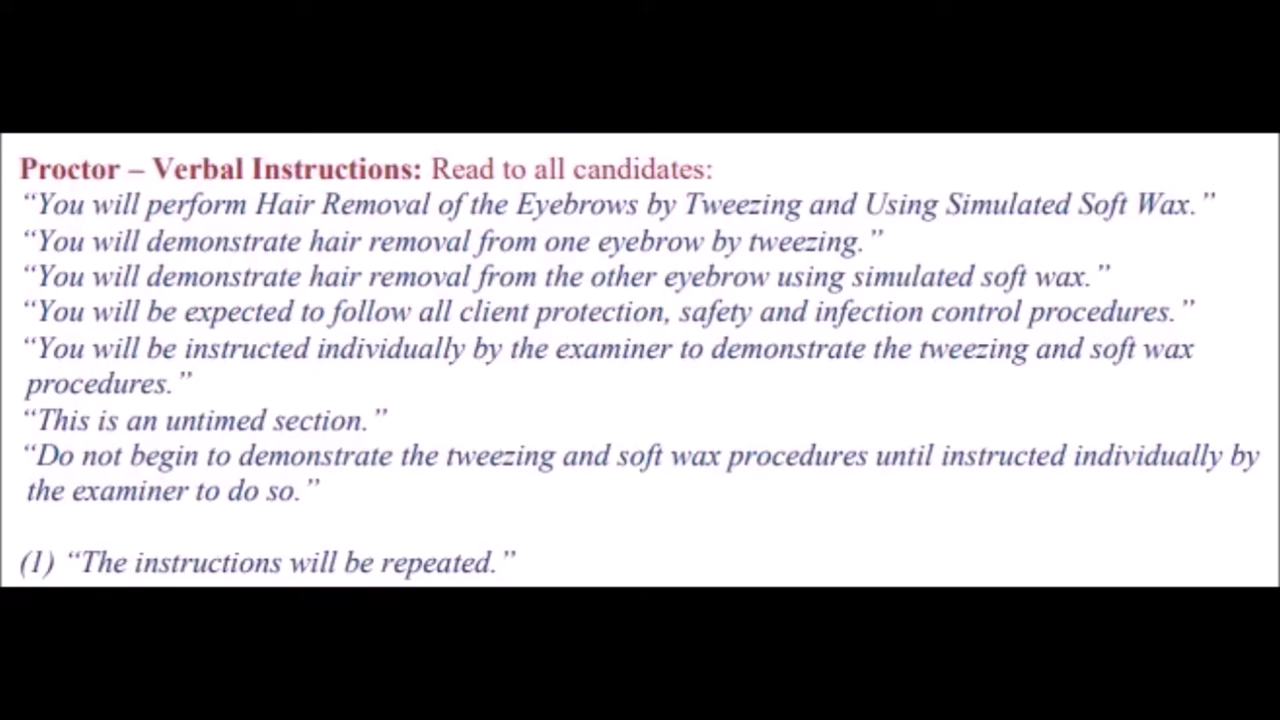 Proctor – Verbal Instructions: Read to all candidates:
“You will perform Hair Removal of the Eyebrows by Tweezing and Using Simulated Soft Wax.”
“You will demonstrate hair removal from one eyebrow by tweezing.”
“You will demonstrate hair removal from the other eyebrow using simulated soft wax.”
“You will be expected to follow all client protection, safety and infection control procedures.”
“You will be instructed individually by the examiner to demonstrate the tweezing and soft wax
procedures.”
“This is an untimed section.”
“Do not begin to demonstrate the tweezing and soft wax procedures until instructed individually by
the examiner to do so.”
(1) “The instructions will be repeated.”